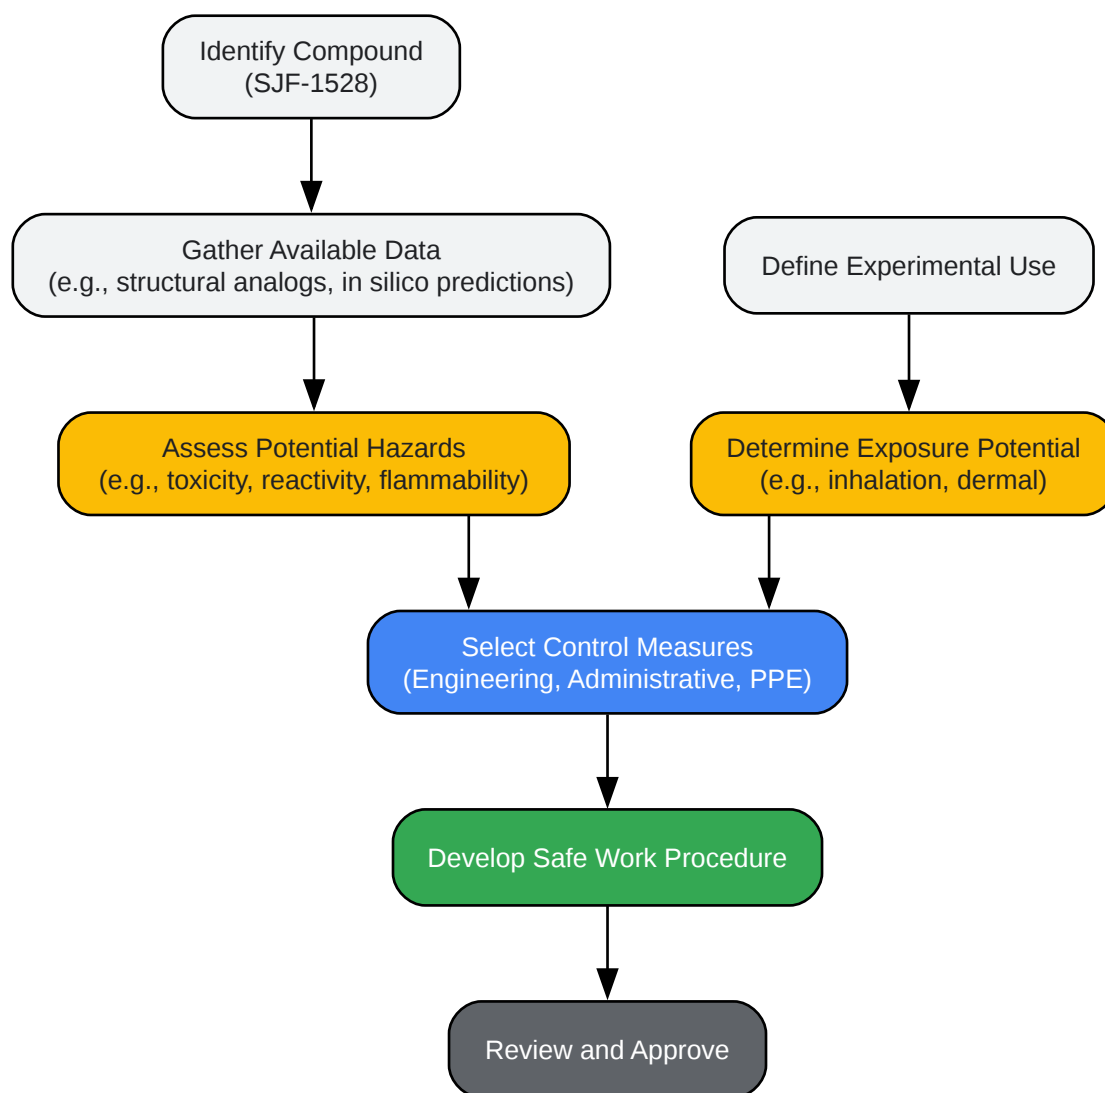 Identify Compound
(SJF-1528)
Gather Available Data
(e.g., structural analogs, in silico predictions)
Define Experimental Use
Assess Potential Hazards
(e.g., toxicity, reactivity, flammability)
Determine Exposure Potential
(e.g., inhalation, dermal)
Select Control Measures
(Engineering, Administrative, PPE)
Develop Safe Work Procedure
Review and Approve